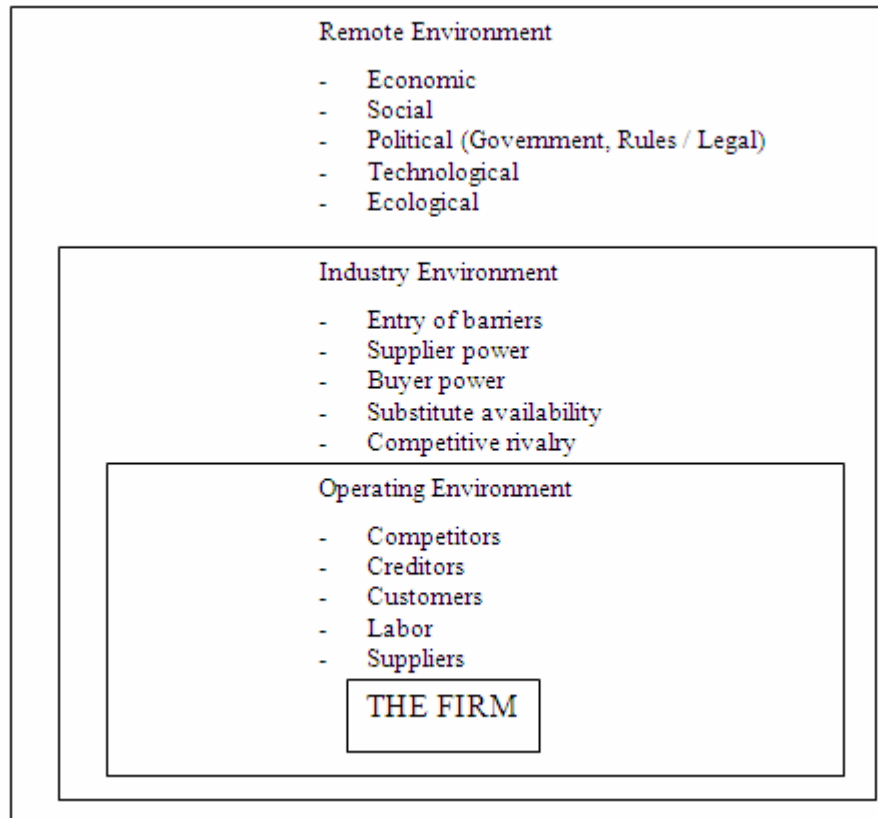 Remote Environment
- Economic
- Social
- Political (Government, Rules / Legal)
- Technological
- Ecological
Industry Environment
- Entry of barriers
- Supplier power
- Buyer power
- Substitute availability
- Competitive rivalry
Operating Environment
- Competitors
- Creditors
- Customers
- Labor
- Suppliers
THE FIRM